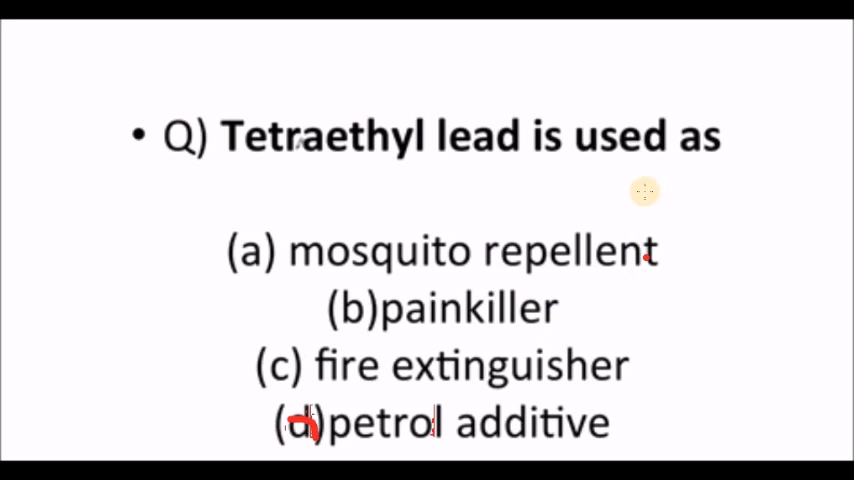 • Q) Tetraethyl lead is used as
(a) mosquito repellent
(b)painkiller
(c) fire extinguisher
(d)petrol additive